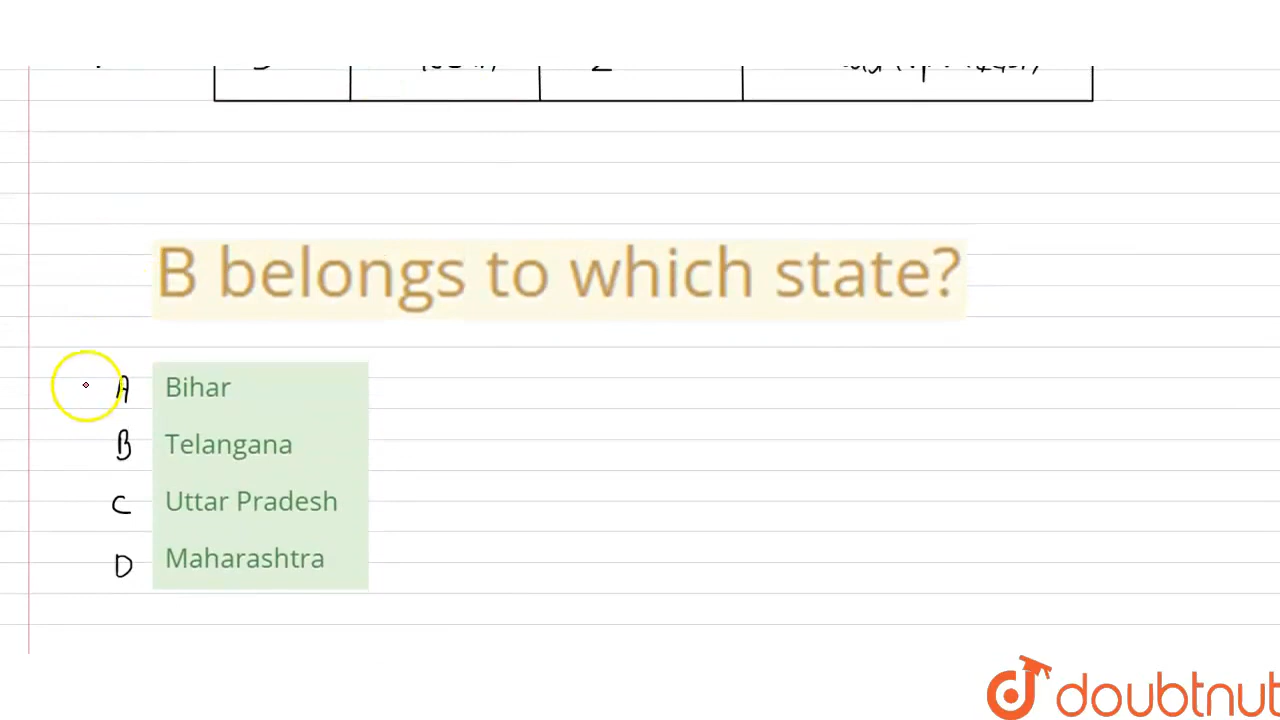 B belongs to which state?
A Bihar
B Telangana
C Uttar Pradesh
D Maharashtra
doubtnut